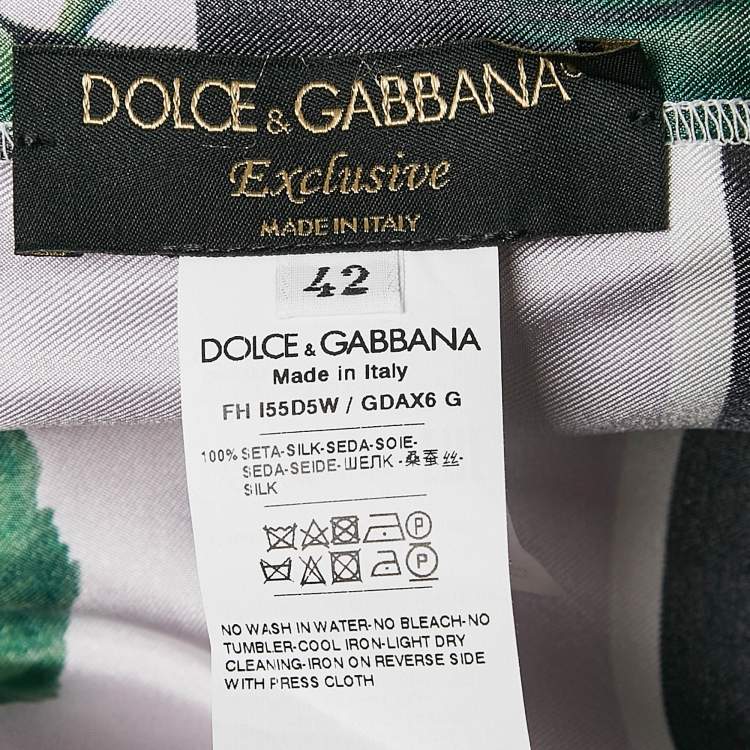 DOLCE & GABBANA
Exclusive
MADE IN ITALY
42
DOLCE & GABBANA
Made in Italy
FH I55D5W / GDAX6 G
100% SETA-SILK-SEDA-SOIE-
SEDA-SEIDE-ШЕЛК-桑蚕丝-
SILK
P
P
NO WASH IN WATER-NO BLEACH-NO
TUMBLER-COOL IRON-LIGHT DRY
CLEANING-IRON ON REVERSE SIDE
WITH PRESS CLOTH